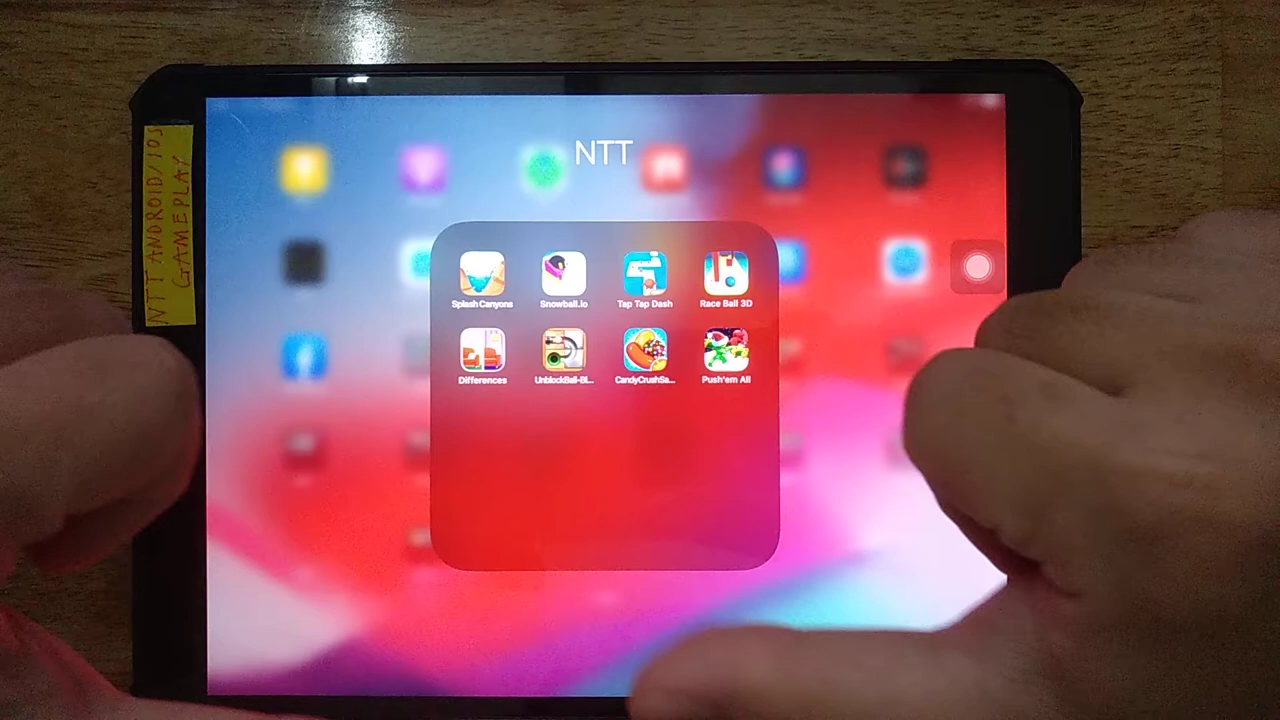 NTT ANDROID/IOS
GAMEPLAY
NTT
Splash Canyons
Snowball.io
Tap Tap Dash
Race Ball 3D
Differences
UnblockBall-Bl...
CandyCrushSa...
Push'em All